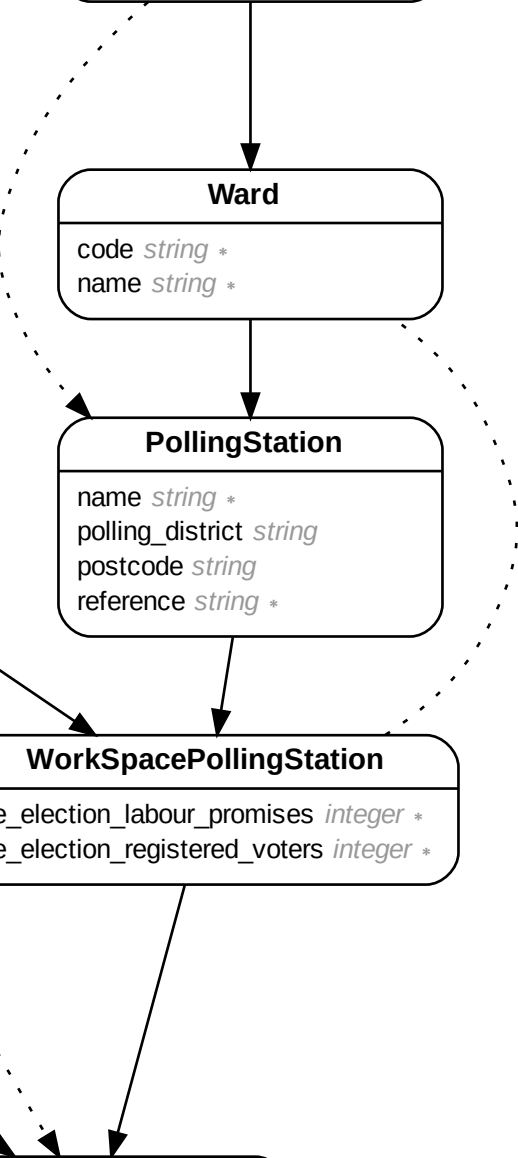 Ward
code string *
name string *
PollingStation
name string *
polling_district string
postcode string
reference string *
WorkSpacePollingStation
e_election_labour_promises integer *
e_election_registered_voters integer *